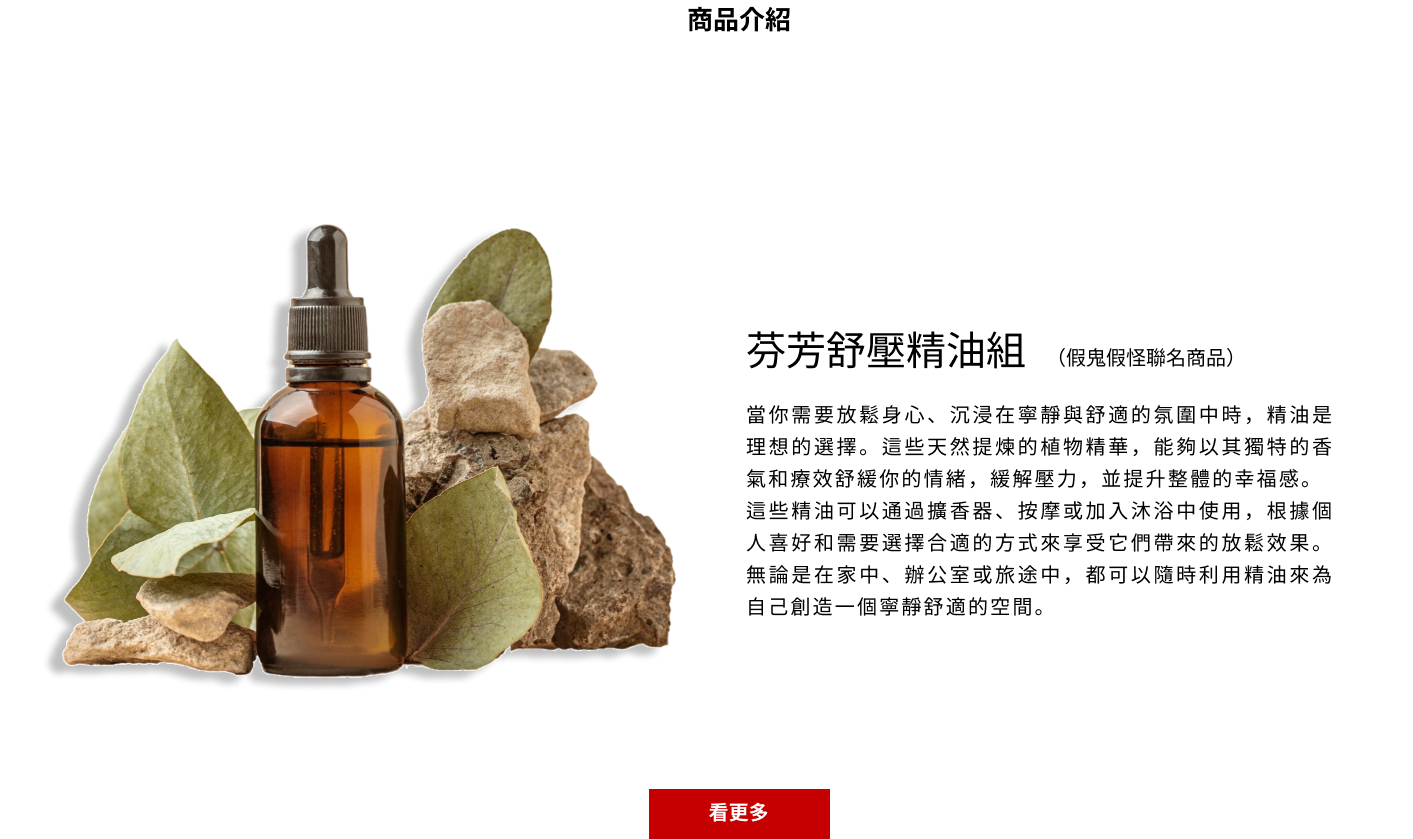 商品介紹
芬芳舒壓精油組 （假鬼假怪聯名商品）
當你需要放鬆身心、沉浸在寧靜與舒適的氛圍中時，精油是
理想的選擇。這些天然提煉的植物精華，能夠以其獨特的香
氣和療效舒緩你的情緒，緩解壓力，並提升整體的幸福感。
這些精油可以通過擴香器、按摩或加入沐浴中使用，根據個
人喜好和需要選擇合適的方式來享受它們帶來的放鬆效果。
無論是在家中、辦公室或旅途中，都可以隨時利用精油來為
自己創造一個寧靜舒適的空間。
看更多